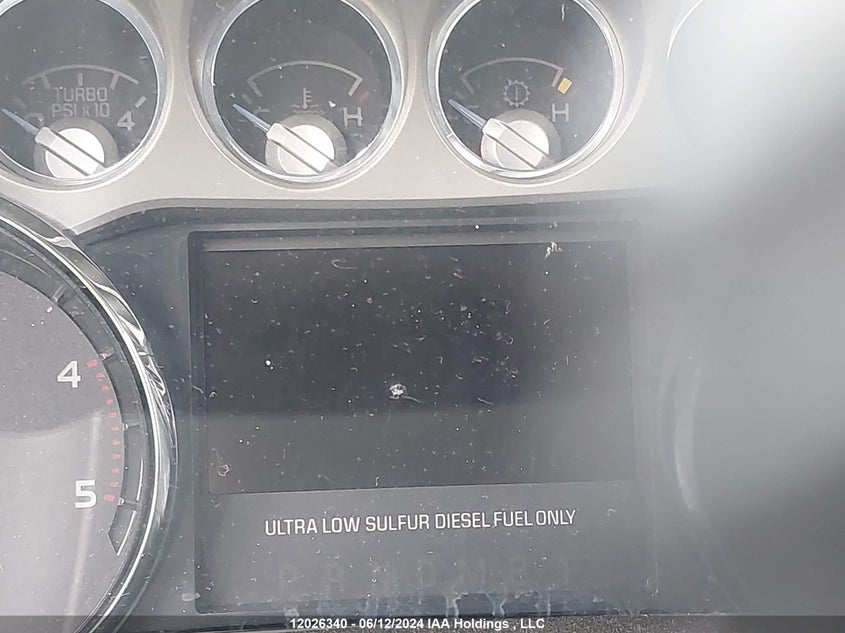 TURBO
PSI x 10
4
H
H
4
5
ULTRA LOW SULFUR DIESEL FUEL ONLY
12026340 - 06/12/2024 IAA Holdings , LLC